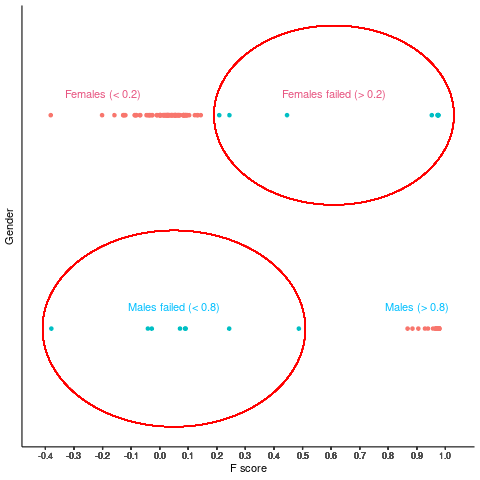 Females (< 0.2)
Females failed (> 0.2)
Gender
Males failed (< 0.8)
Males (> 0.8)
-0.4 -0.3 -0.2 -0.1 0.0 0.1 0.2 0.3 0.4 0.5 0.6 0.7 0.8 0.9 1.0
F score